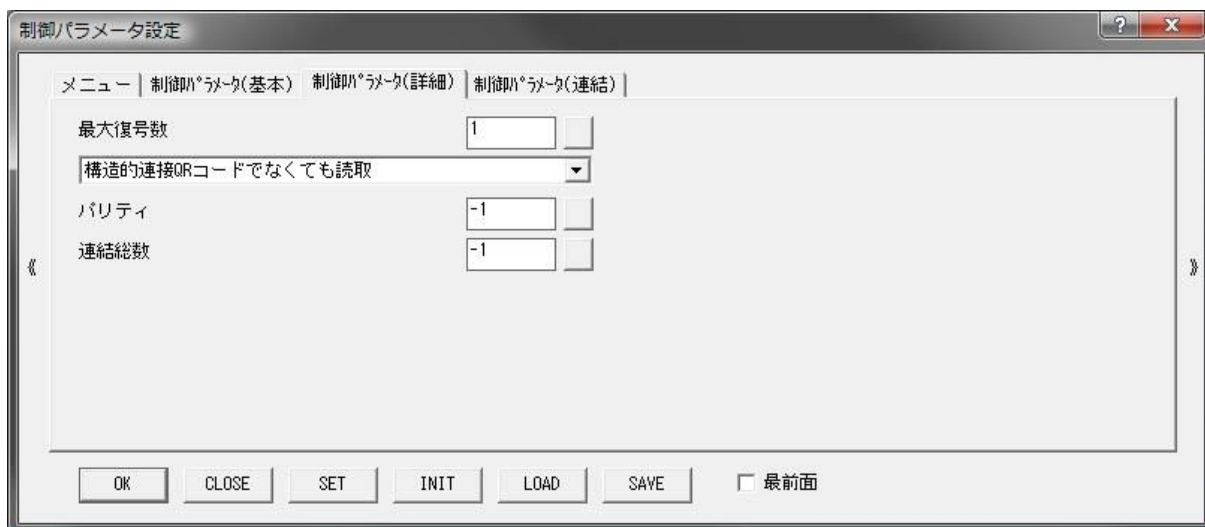 制御パラメータ設定
? X
メニュー 制御ﾊﾟﾗﾒｰﾀ(基本) 制御ﾊﾟﾗﾒｰﾀ(詳細) 制御ﾊﾟﾗﾒｰﾀ(連結)
最大復号数 1
構造的連接QRコードでなくても読取
パリティ -1
連結総数 -1
《 》
OK CLOSE SET INIT LOAD SAVE 最前面